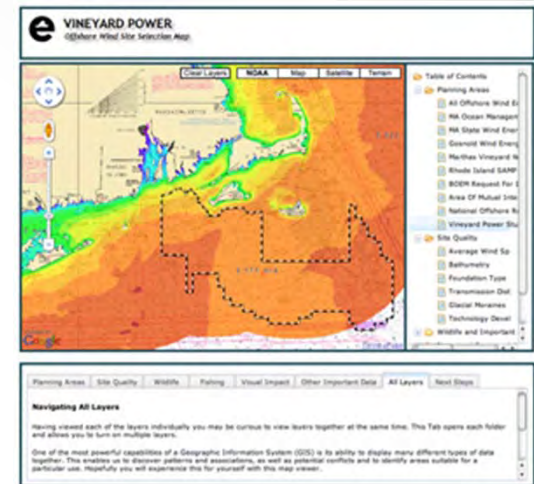 VINEYARD POWER
Offshore Wind Site Selection Map
Clear Layers NOAA Map Satellite Terrain
Table of Contents
Planning Areas
All Offshore Wind
MA Ocean Managem
MA State Wind Ener
Gosnold Wind Energ
Marthas Vineyard
Rhode Island SAMP
BOEM Request For
Area Of Mutual Inte
National Offshore
Vineyard Power Stu
Site Quality
Average Wind Sp
Bathymetry
Foundation Type
Transmission Dist
Glacial Moraines
Technology Devel
Wildlife and Important
Google
Planning Areas Site Quality Wildlife Fishing Visual Impact Other Important Data All Layers Next Steps
Navigating All Layers
Having viewed each of the layers individually you may be curious to view layers together at the same time. This Tab opens each folder
and allows you to turn on multiple layers.
One of the most powerful capabilities of a Geographic Information System (GIS) is its ability to display many different types of data
together. This enables us to discover patterns and associations, as well as potential conflicts and to identify areas suitable for a
particular use. Hopefully you will experience this for yourself with this map viewer.